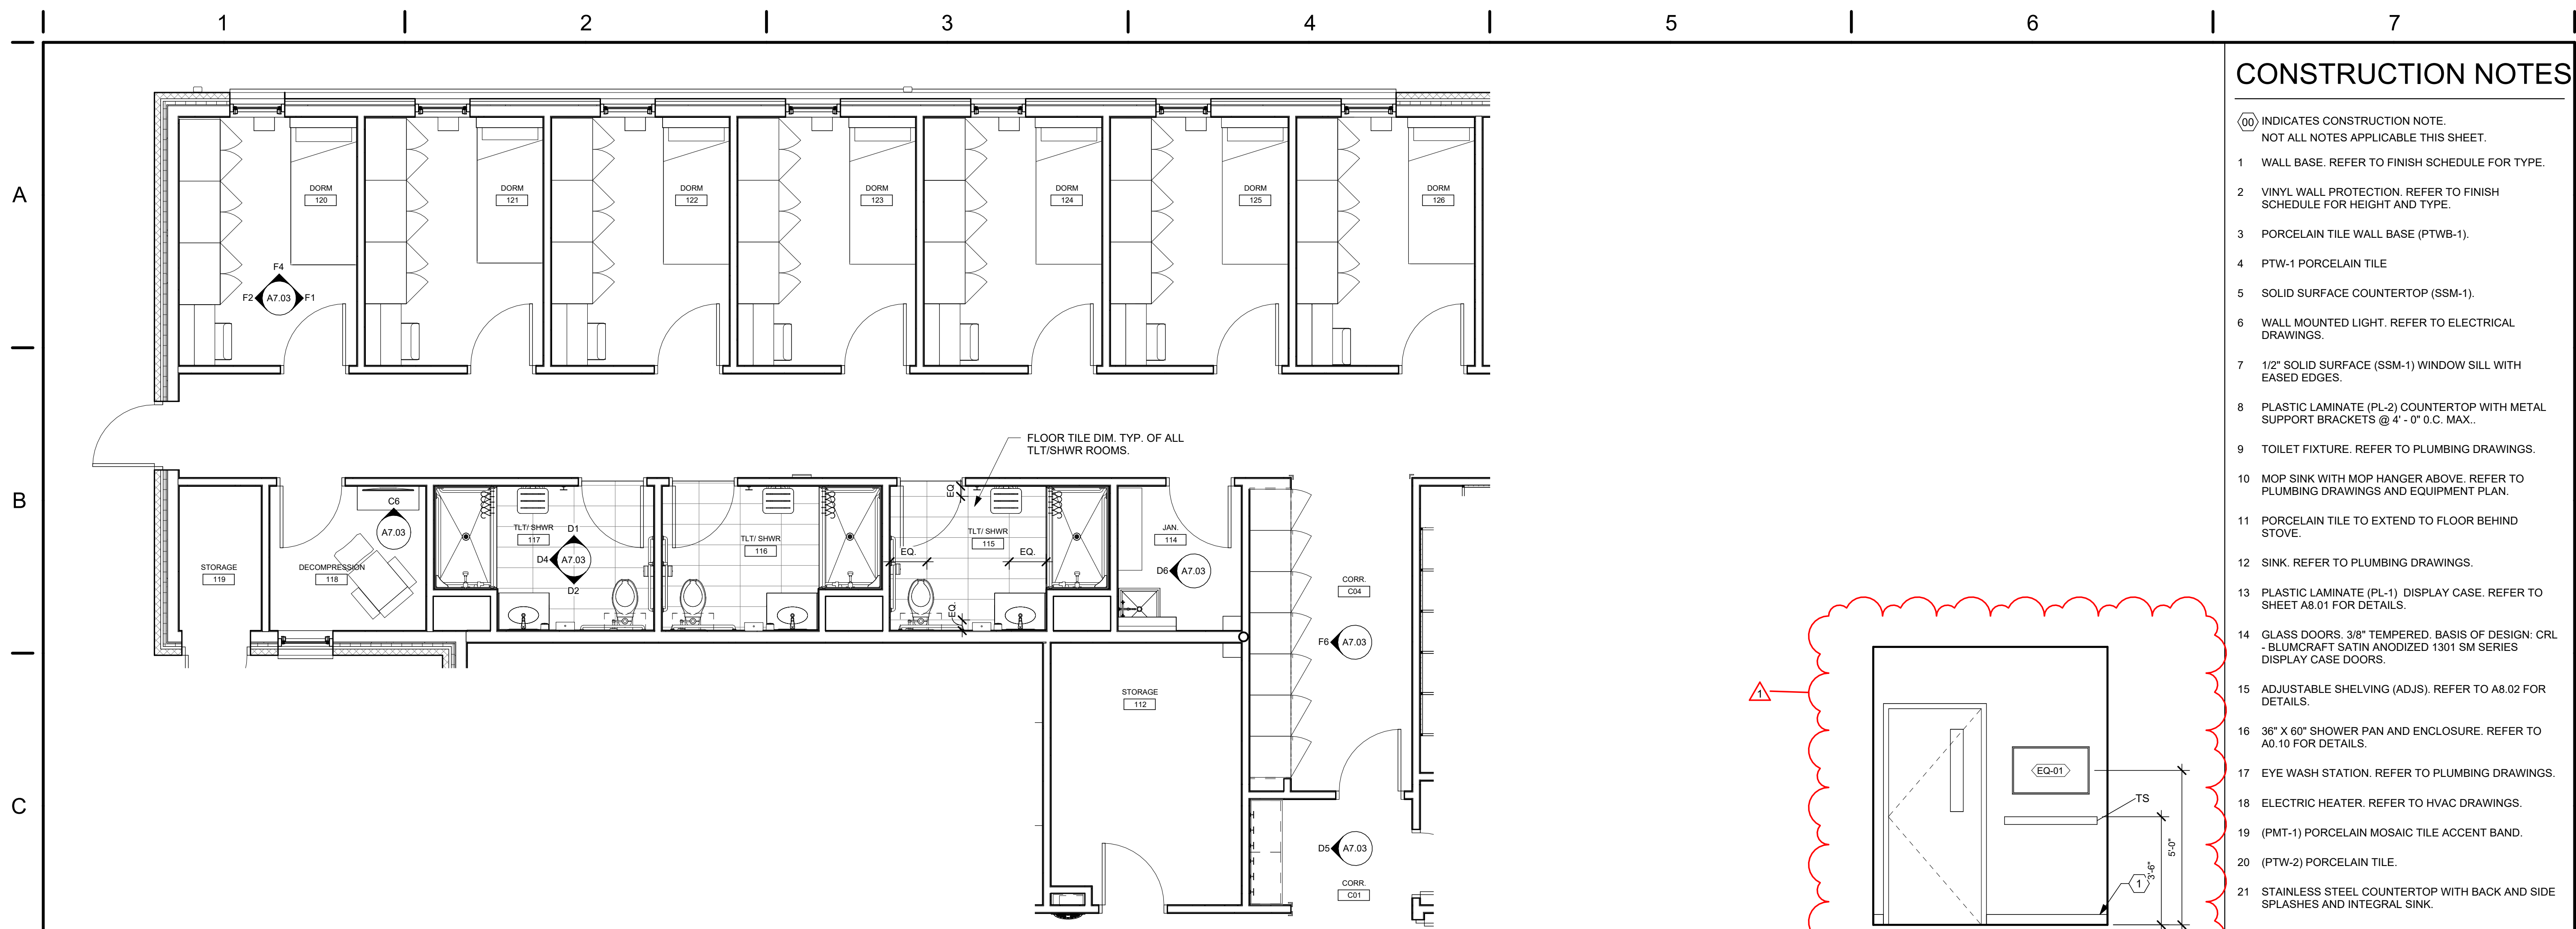 1 2 3 4 5 6 7
A
B
C
DORM
120
DORM
121
DORM
122
DORM
123
DORM
124
DORM
125
DORM
126
F4
F2 A7.03 F1
FLOOR TILE DIM. TYP. OF ALL
TLT/SHWR ROOMS.
STORAGE
119
C6
A7.03
DECOMPRESSION
118
TLT/ SHWR
117
D1
D4 A7.03
D2
TLT/ SHWR
116
EQ.
TLT/ SHWR
115
EQ.
EQ.
EQ.
JAN.
114
D6 A7.03
CORR.
C04
F6 A7.03
STORAGE
112
D5 A7.03
CORR.
C01
1
EQ-01
TS
5'-0"
3'-6"
1
CONSTRUCTION NOTES
00 INDICATES CONSTRUCTION NOTE.
NOT ALL NOTES APPLICABLE THIS SHEET.
1 WALL BASE. REFER TO FINISH SCHEDULE FOR TYPE.
2 VINYL WALL PROTECTION. REFER TO FINISH
SCHEDULE FOR HEIGHT AND TYPE.
3 PORCELAIN TILE WALL BASE (PTWB-1).
4 PTW-1 PORCELAIN TILE
5 SOLID SURFACE COUNTERTOP (SSM-1).
6 WALL MOUNTED LIGHT. REFER TO ELECTRICAL
DRAWINGS.
7 1/2" SOLID SURFACE (SSM-1) WINDOW SILL WITH
EASED EDGES.
8 PLASTIC LAMINATE (PL-2) COUNTERTOP WITH METAL
SUPPORT BRACKETS @ 4' - 0" 0.C. MAX..
9 TOILET FIXTURE. REFER TO PLUMBING DRAWINGS.
10 MOP SINK WITH MOP HANGER ABOVE. REFER TO
PLUMBING DRAWINGS AND EQUIPMENT PLAN.
11 PORCELAIN TILE TO EXTEND TO FLOOR BEHIND
STOVE.
12 SINK. REFER TO PLUMBING DRAWINGS.
13 PLASTIC LAMINATE (PL-1) DISPLAY CASE. REFER TO
SHEET A8.01 FOR DETAILS.
14 GLASS DOORS. 3/8" TEMPERED. BASIS OF DESIGN: CRL
- BLUMCRAFT SATIN ANODIZED 1301 SM SERIES
DISPLAY CASE DOORS.
15 ADJUSTABLE SHELVING (ADJS). REFER TO A8.02 FOR
DETAILS.
16 36" X 60" SHOWER PAN AND ENCLOSURE. REFER TO
A0.10 FOR DETAILS.
17 EYE WASH STATION. REFER TO PLUMBING DRAWINGS.
18 ELECTRIC HEATER. REFER TO HVAC DRAWINGS.
19 (PMT-1) PORCELAIN MOSAIC TILE ACCENT BAND.
20 (PTW-2) PORCELAIN TILE.
21 STAINLESS STEEL COUNTERTOP WITH BACK AND SIDE
SPLASHES AND INTEGRAL SINK.